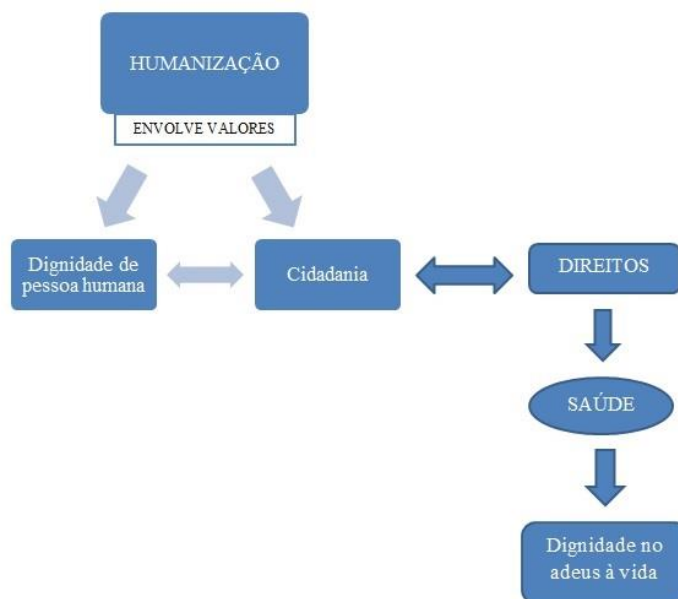 HUMANIZAÇÃO
ENVOLVE VALORES
Dignidade de
pessoa humana
Cidadania
DIREITOS
SAÚDE
Dignidade no
adeus à vida